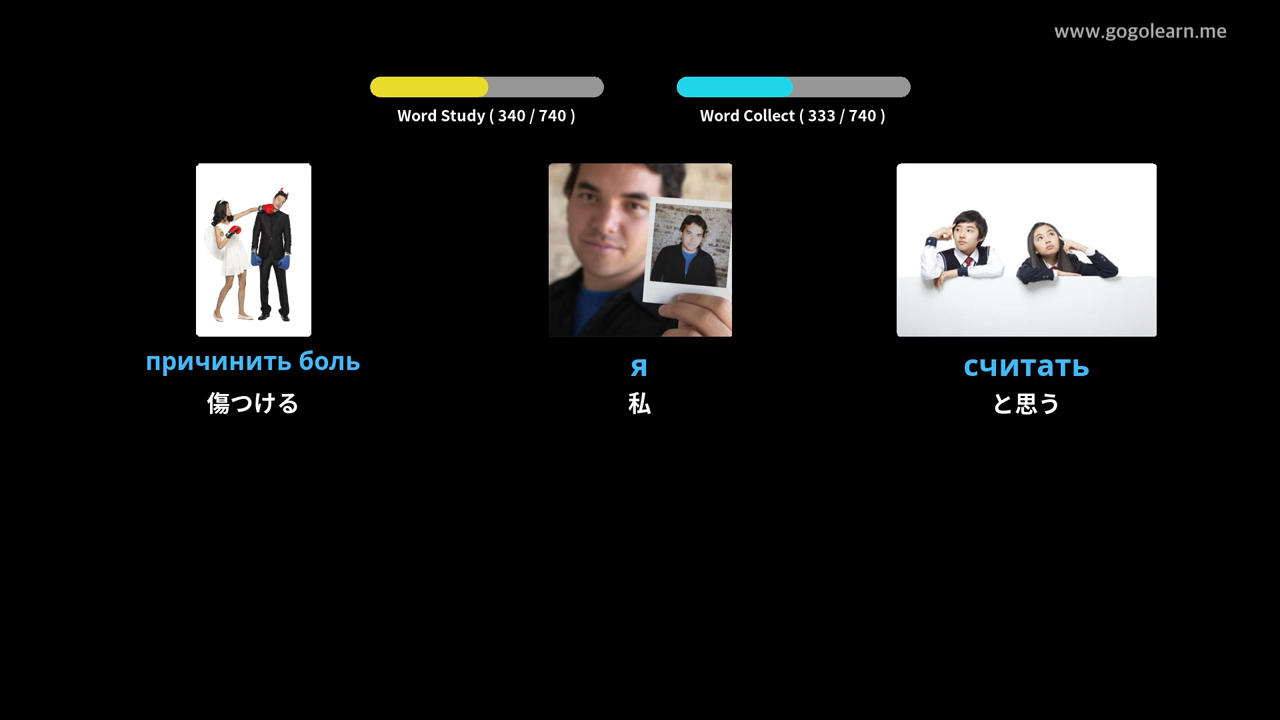 www.gogolearn.me
Word Study ( 340 / 740 )
Word Collect ( 333 / 740 )
причинить боль
傷つける
я
私
считать
と思う